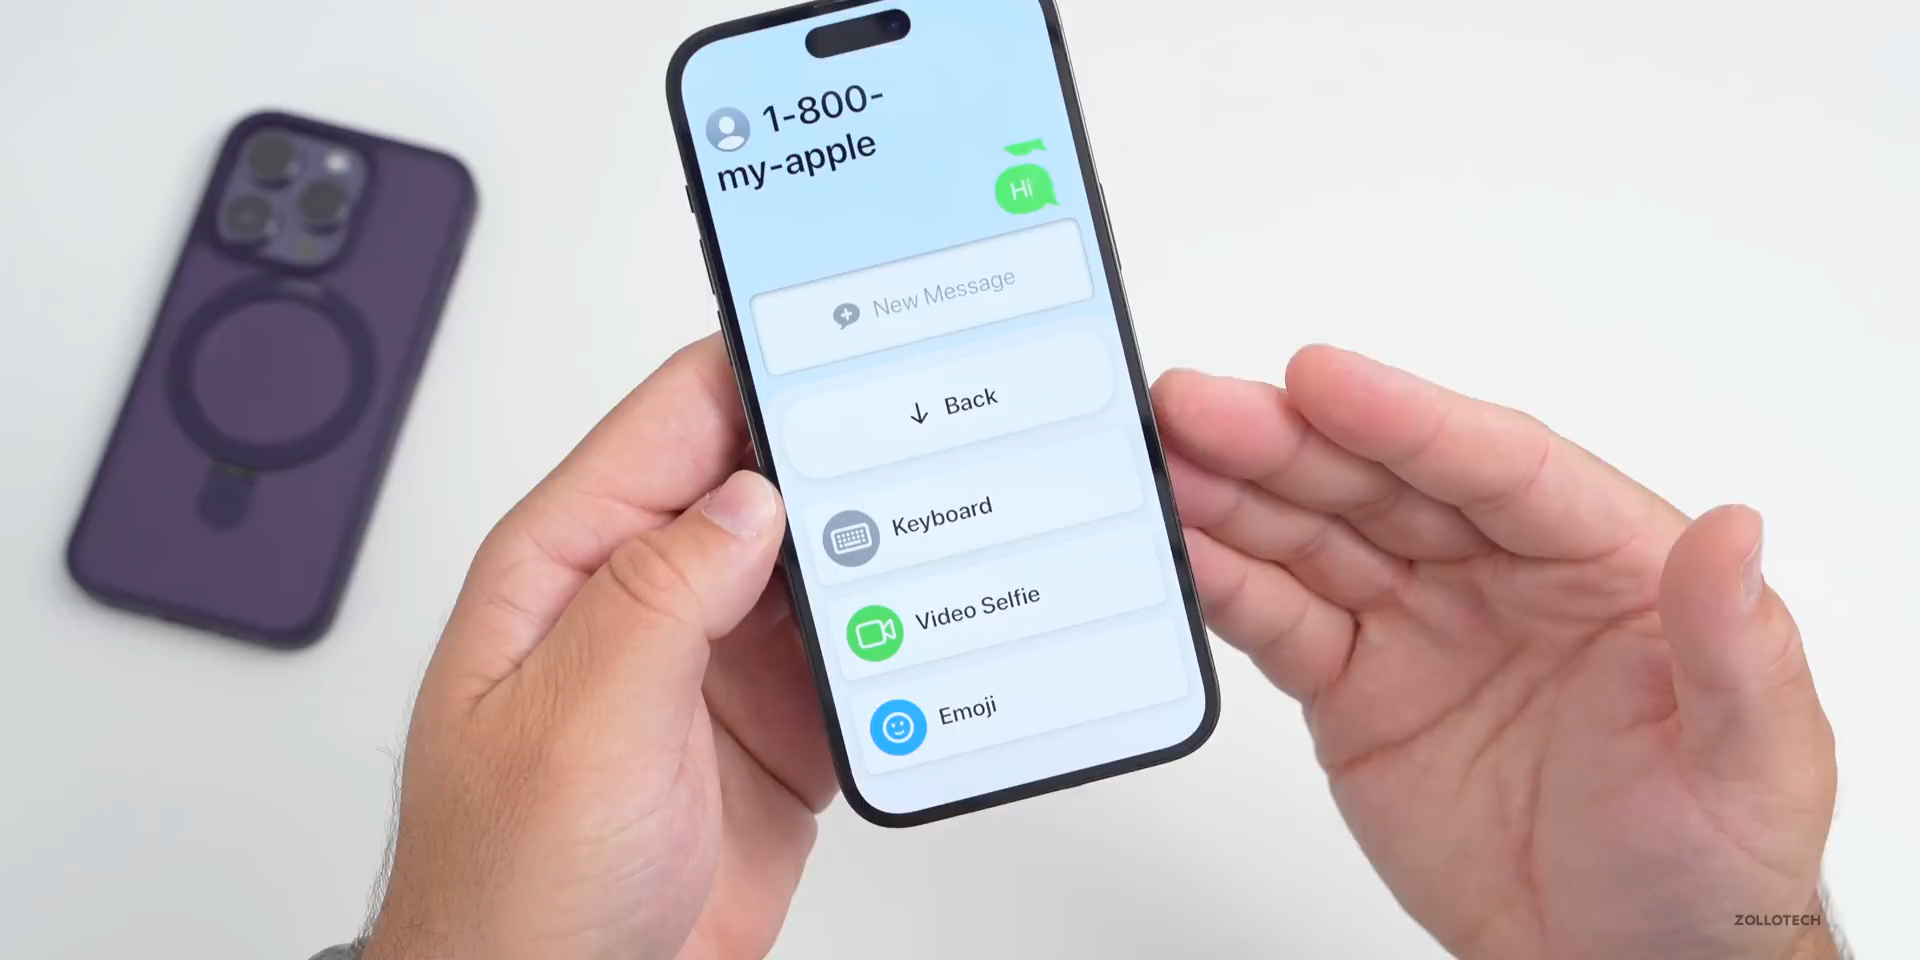 1-800-
my-apple
Hi
New Message
Back
Keyboard
Video Selfie
Emoji
ZOLLOTECH